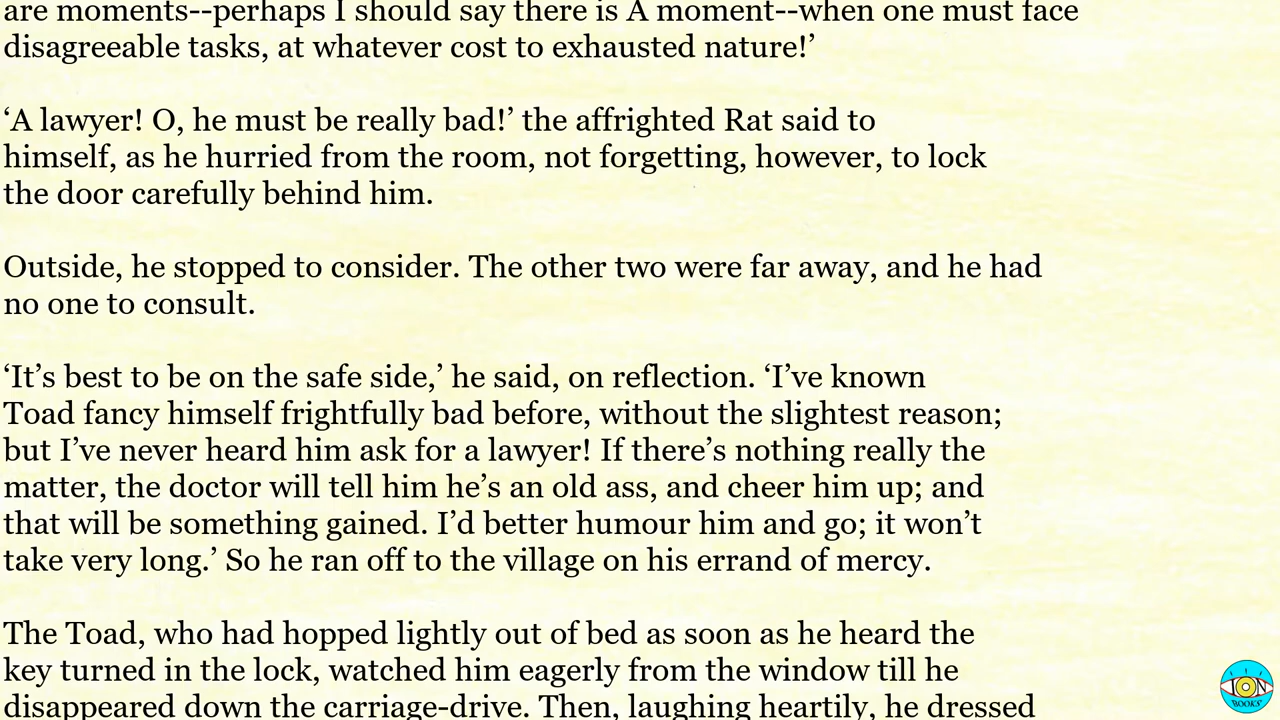 are moments--perhaps I should say there is A moment--when one must face
disagreeable tasks, at whatever cost to exhausted nature!’

‘A lawyer! O, he must be really bad!’ the affrighted Rat said to
himself, as he hurried from the room, not forgetting, however, to lock
the door carefully behind him.

Outside, he stopped to consider. The other two were far away, and he had
no one to consult.

‘It’s best to be on the safe side,’ he said, on reflection. ‘I’ve known
Toad fancy himself frightfully bad before, without the slightest reason;
but I’ve never heard him ask for a lawyer! If there’s nothing really the
matter, the doctor will tell him he’s an old ass, and cheer him up; and
that will be something gained. I’d better humour him and go; it won’t
take very long.’ So he ran off to the village on his errand of mercy.

The Toad, who had hopped lightly out of bed as soon as he heard the
key turned in the lock, watched him eagerly from the window till he
disappeared down the carriage-drive. Then, laughing heartily, he dressed
ION
BOOKS